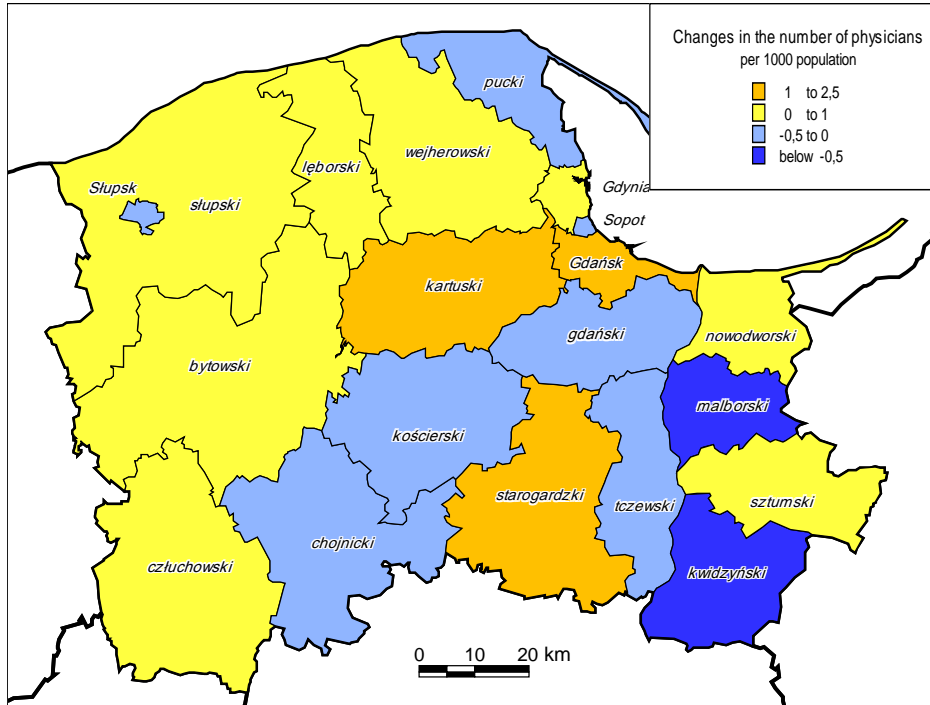 Changes in the number of physicians
per 1000 population
1 to 2,5
0 to 1
-0,5 to 0
below -0,5
pucki
wejherowski
lęborski
Słupsk
słupski
Gdynia
Sopot
Gdańsk
kartuski
gdański
nowodworski
bytowski
malborski
kościerski
starogardzki
tczewski
sztumski
chojnicki
człuchowski
kwidzyński
0 10 20 km